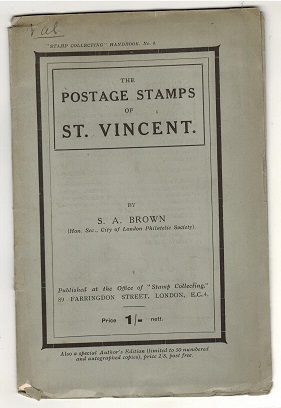 "STAMP COLLECTING" HANDBOOK, No.
THE
POSTAGE STAMPS
OF
ST. VINCENT.
BY
S. A. BROWN
(Hon. Sec., City of London Philatelic Society)
Published at the Office of "Stamp Collecting,"
89 FARRINGDON STREET, LONDON, E.C.4.
Price 1/- nett.
Also a special Author's Edition (limited to 50 numbered
and autographed copies), price 2/6, post free.